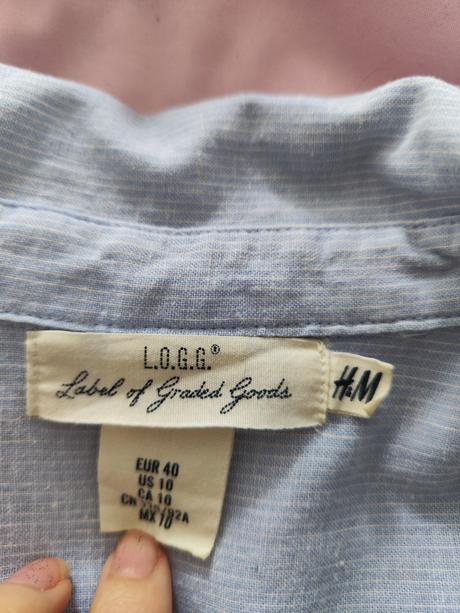 L.O.G.G.®
Label of Graded Goods
H&M
EUR 40
US 10
CA 10
CN
MX 10